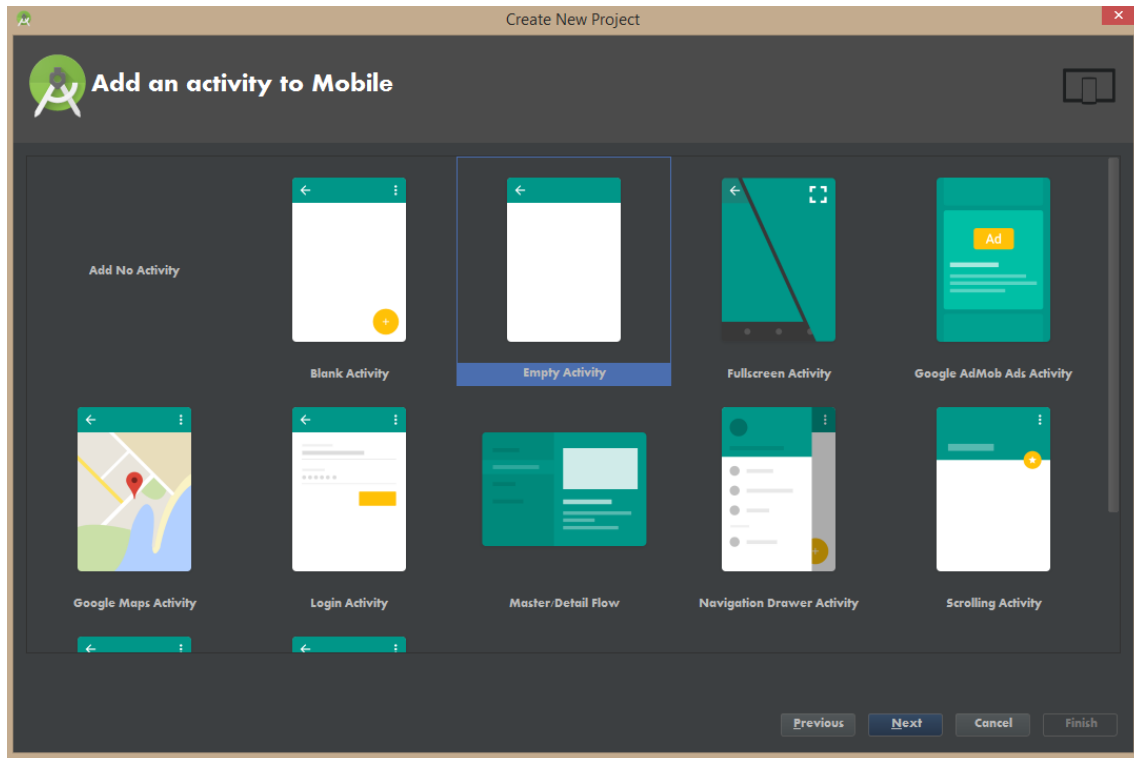 Create New Project
Add an activity to Mobile
Add No Activity
Blank Activity
Empty Activity
Fullscreen Activity
Ad
Google AdMob Ads Activity
Google Maps Activity
Login Activity
Master/Detail Flow
Navigation Drawer Activity
Scrolling Activity
Previous
Next
Cancel
Finish